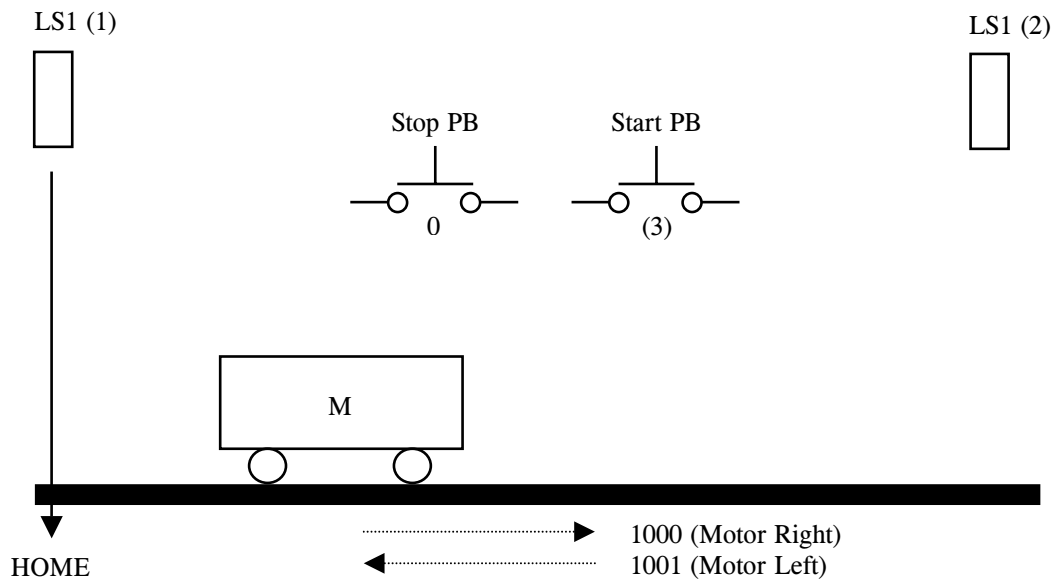 LS1 (1)
LS1 (2)
Stop PB
Start PB
0
(3)
M
1000 (Motor Right)
HOME
1001 (Motor Left)